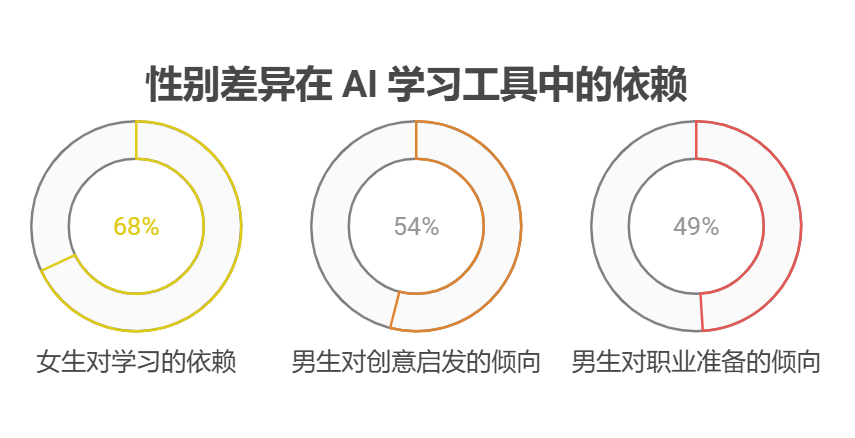 性别差异在 AI 学习工具中的依赖
68%
54%
49%
女生对学习的依赖
男生对创意启发的倾向
男生对职业准备的倾向